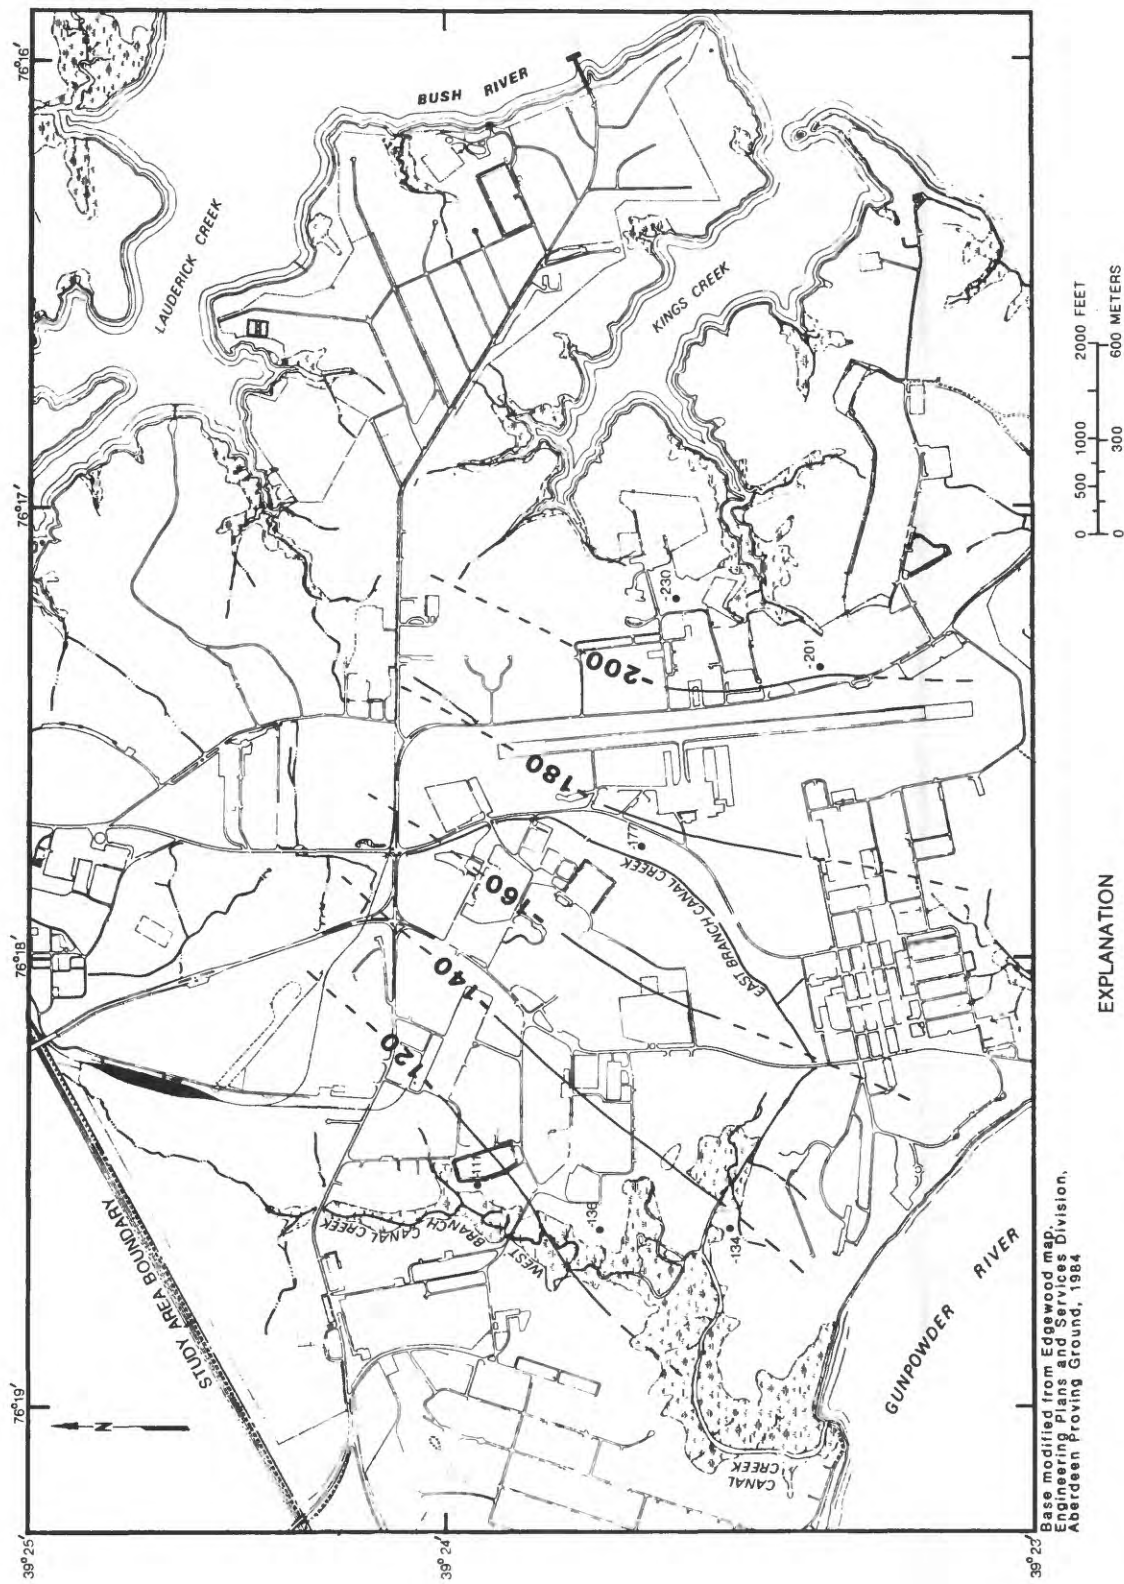 76°16'
76°17'
76°18'
76°19'
39°25'
39°24'
39°23'
N
STUDY AREA BOUNDARY
LAUDERICK CREEK
BUSH RIVER
KINGS CREEK
EAST BRANCH CANAL CREEK
WEST
BRANCH
CANAL CREEK
CANAL
CREEK
GUNPOWDER RIVER
-120
-140
-160
-180
-200
-111
-136
-134
-177
-201
-230
Base modified from Edgewood map,
Engineering Plans and Services Division,
Aberdeen Proving Ground, 1984
0 500 1000 2000 FEET
0 300 600 METERS
EXPLANATION